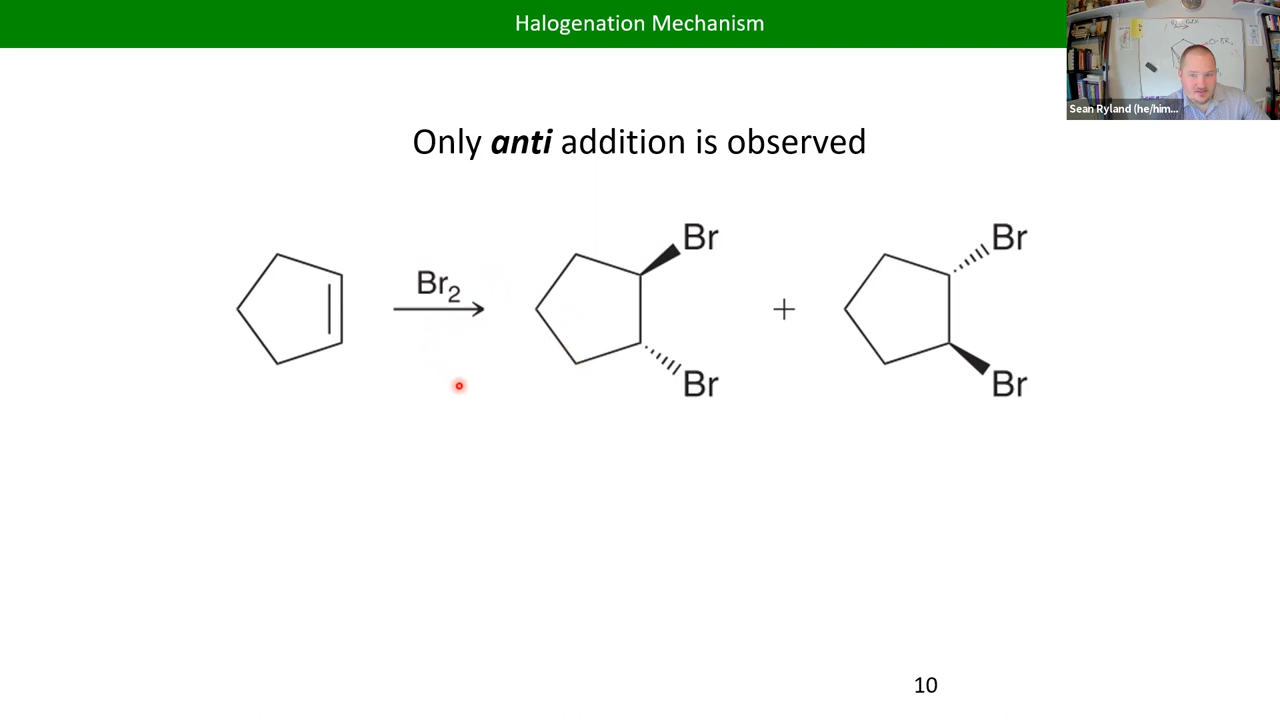 Halogenation Mechanism
Sean Ryland (he/him...
Only anti addition is observed
Br
Br
Br2
+
Br
Br
10